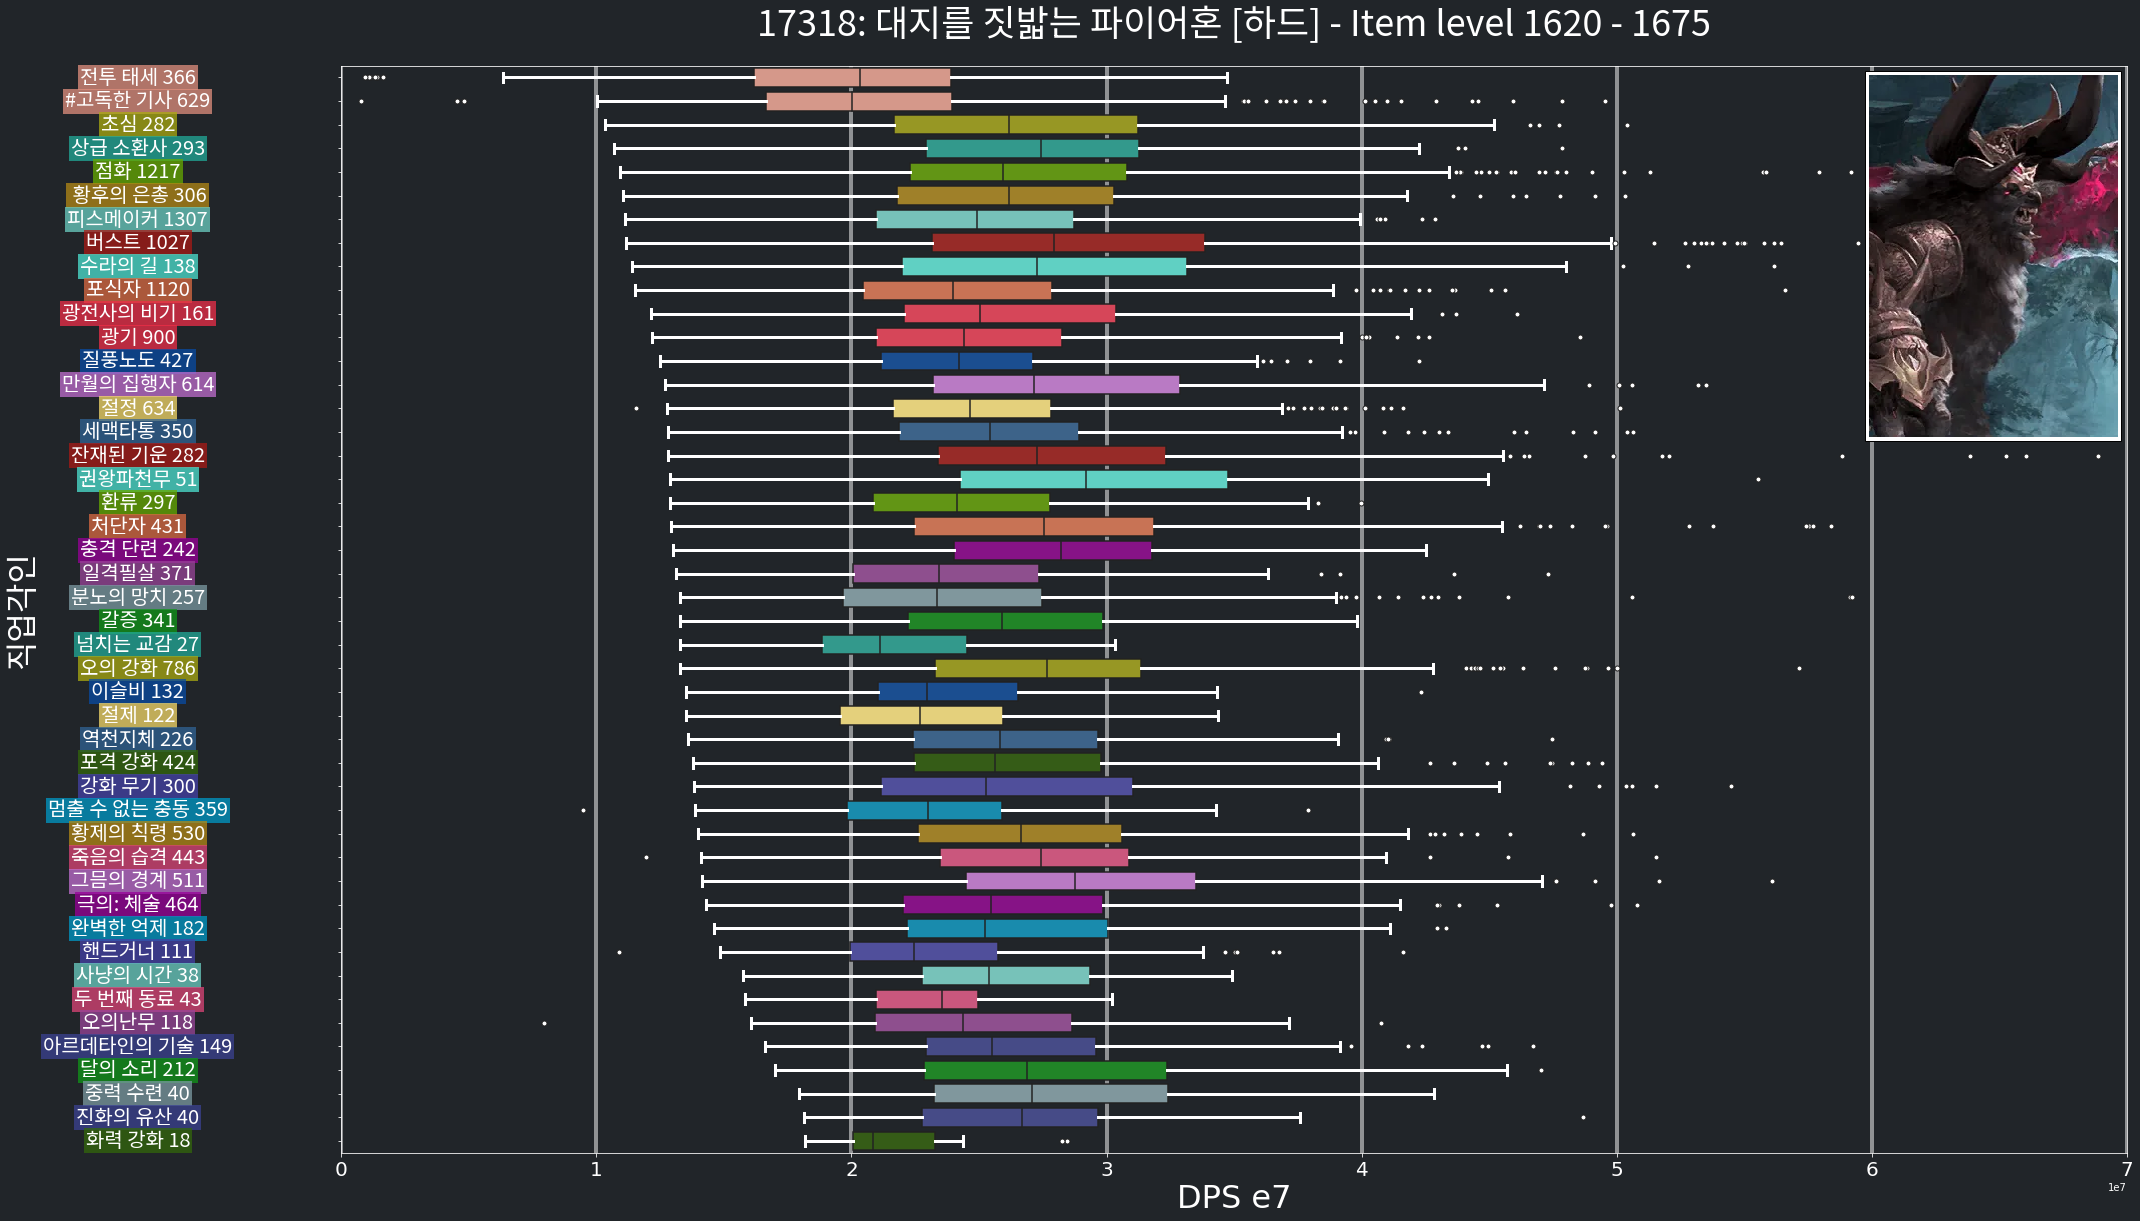 17318: 대지를 짓밟는 파이어혼 [하드] - Item level 1620 - 1675
직업각인
전투 태세 366
#고독한 기사 629
초심 282
상급 소환사 293
점화 1217
황후의 은총 306
피스메이커 1307
버스트 1027
수라의 길 138
포식자 1120
광전사의 비기 161
광기 900
질풍노도 427
만월의 집행자 614
절정 634
세맥타통 350
잔재된 기운 282
권왕파천무 51
환류 297
처단자 431
충격 단련 242
일격필살 371
분노의 망치 257
갈증 341
넘치는 교감 27
오의 강화 786
이슬비 132
절제 122
역천지체 226
포격 강화 424
강화 무기 300
멈출 수 없는 충동 359
황제의 칙령 530
죽음의 습격 443
그믐의 경계 511
극의: 체술 464
완벽한 억제 182
핸드거너 111
사냥의 시간 38
두 번째 동료 43
오의난무 118
아르데타인의 기술 149
달의 소리 212
중력 수련 40
진화의 유산 40
화력 강화 18
0 1 2 3 4 5 6 7
1e7
DPS e7